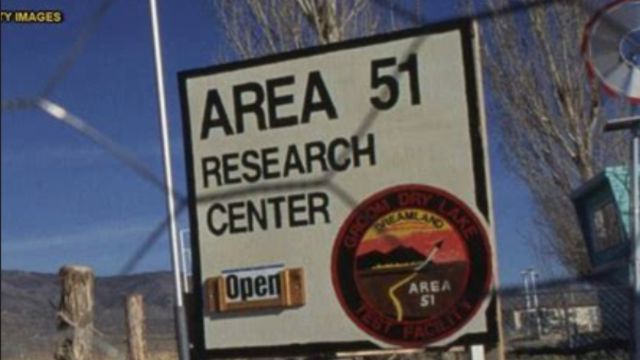 TY IMAGES
AREA 51
RESEARCH
CENTER
Open
GROOM DRY LAKE
DREAMLAND
AREA
51
TEST FACILITY